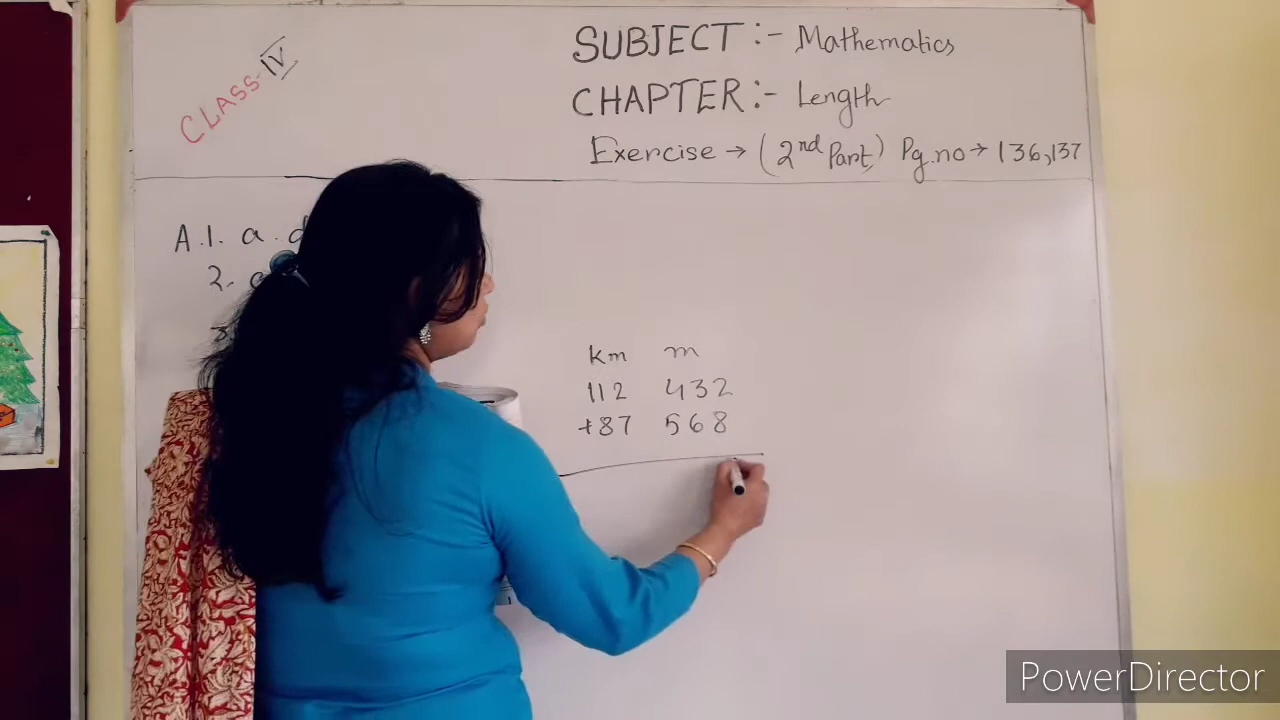 CLASS-IV
SUBJECT :- Mathematics
CHAPTER :- Length
Exercise → (2nd Part) Pg.no → 136,137
A.1. a.
2.
km m
112 432
+87 568
PowerDirector